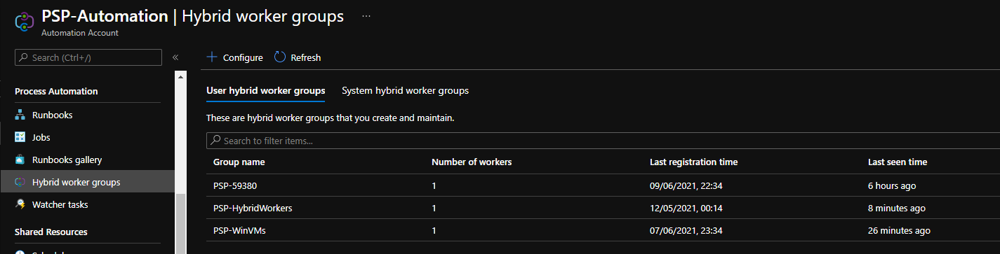 PSP-Automation | Hybrid worker groups ...
Automation Account
Search (Ctrl+/) «
Configure Refresh
Process Automation
Runbooks
Jobs
Runbooks gallery
Hybrid worker groups
Watcher tasks
Shared Resources
User hybrid worker groups System hybrid worker groups
These are hybrid worker groups that you create and maintain.
Search to filter items...
Group name Number of workers Last registration time Last seen time
PSP-59380 1 09/06/2021, 22:34 6 hours ago
PSP-HybridWorkers 1 12/05/2021, 00:14 8 minutes ago
PSP-WinVMs 1 07/06/2021, 23:34 26 minutes ago